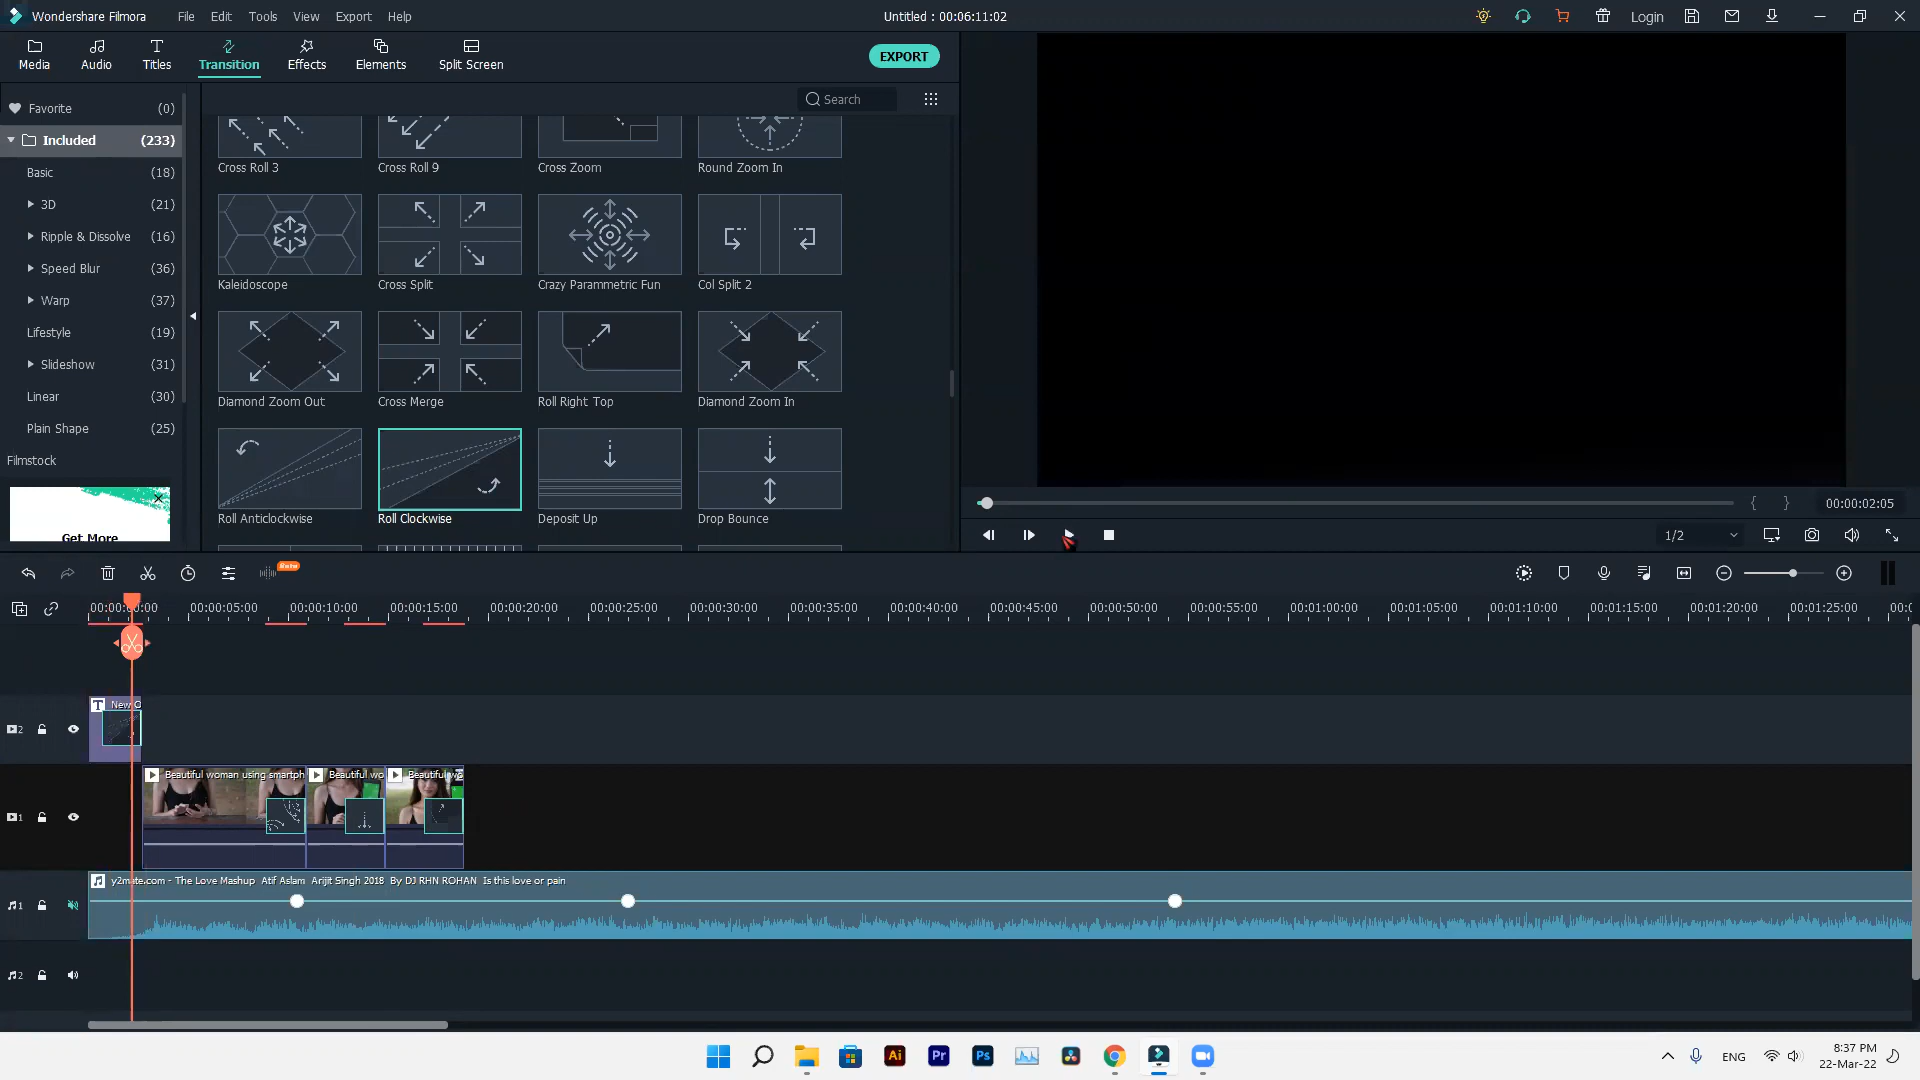 Wondershare Filmora File Edit Tools View Export Help Untitled : 00:06:11:02 Login
Media Audio Titles Transition Effects Elements Split Screen EXPORT
Favorite (0) Search
Included (233)
Basic (18)
3D (21)
Ripple & Dissolve (16)
Speed Blur (36)
Warp (37)
Lifestyle (19)
Slideshow (31)
Linear (30)
Plain Shape (25)
Filmstock
Get More
Cross Roll 3 Cross Roll 9 Cross Zoom Round Zoom In
Kaleidoscope Cross Split Crazy Parammetric Fun Col Split 2
Diamond Zoom Out Cross Merge Roll Right Top Diamond Zoom In
Roll Anticlockwise Roll Clockwise Deposit Up Drop Bounce
{ } 00:00:02:05
1/2
00:00:05:00 00:00:10:00 00:00:15:00 00:00:20:00 00:00:25:00 00:00:30:00 00:00:35:00 00:00:40:00 00:00:45:00 00:00:50:00 00:00:55:00 00:01:00:00 00:01:05:00 00:01:10:00 00:01:15:00 00:01:20:00 00:01:25:00
T New
2
Beautiful woman using smartph Beautiful wo Beautiful wo
1
y2mate.com - The Love Mashup Atif Aslam Arijit Singh 2018 By DJ RHN ROHAN Is this love or pain
1
2
Ai Pr Ps ENG 8:37 PM
22-Mar-22